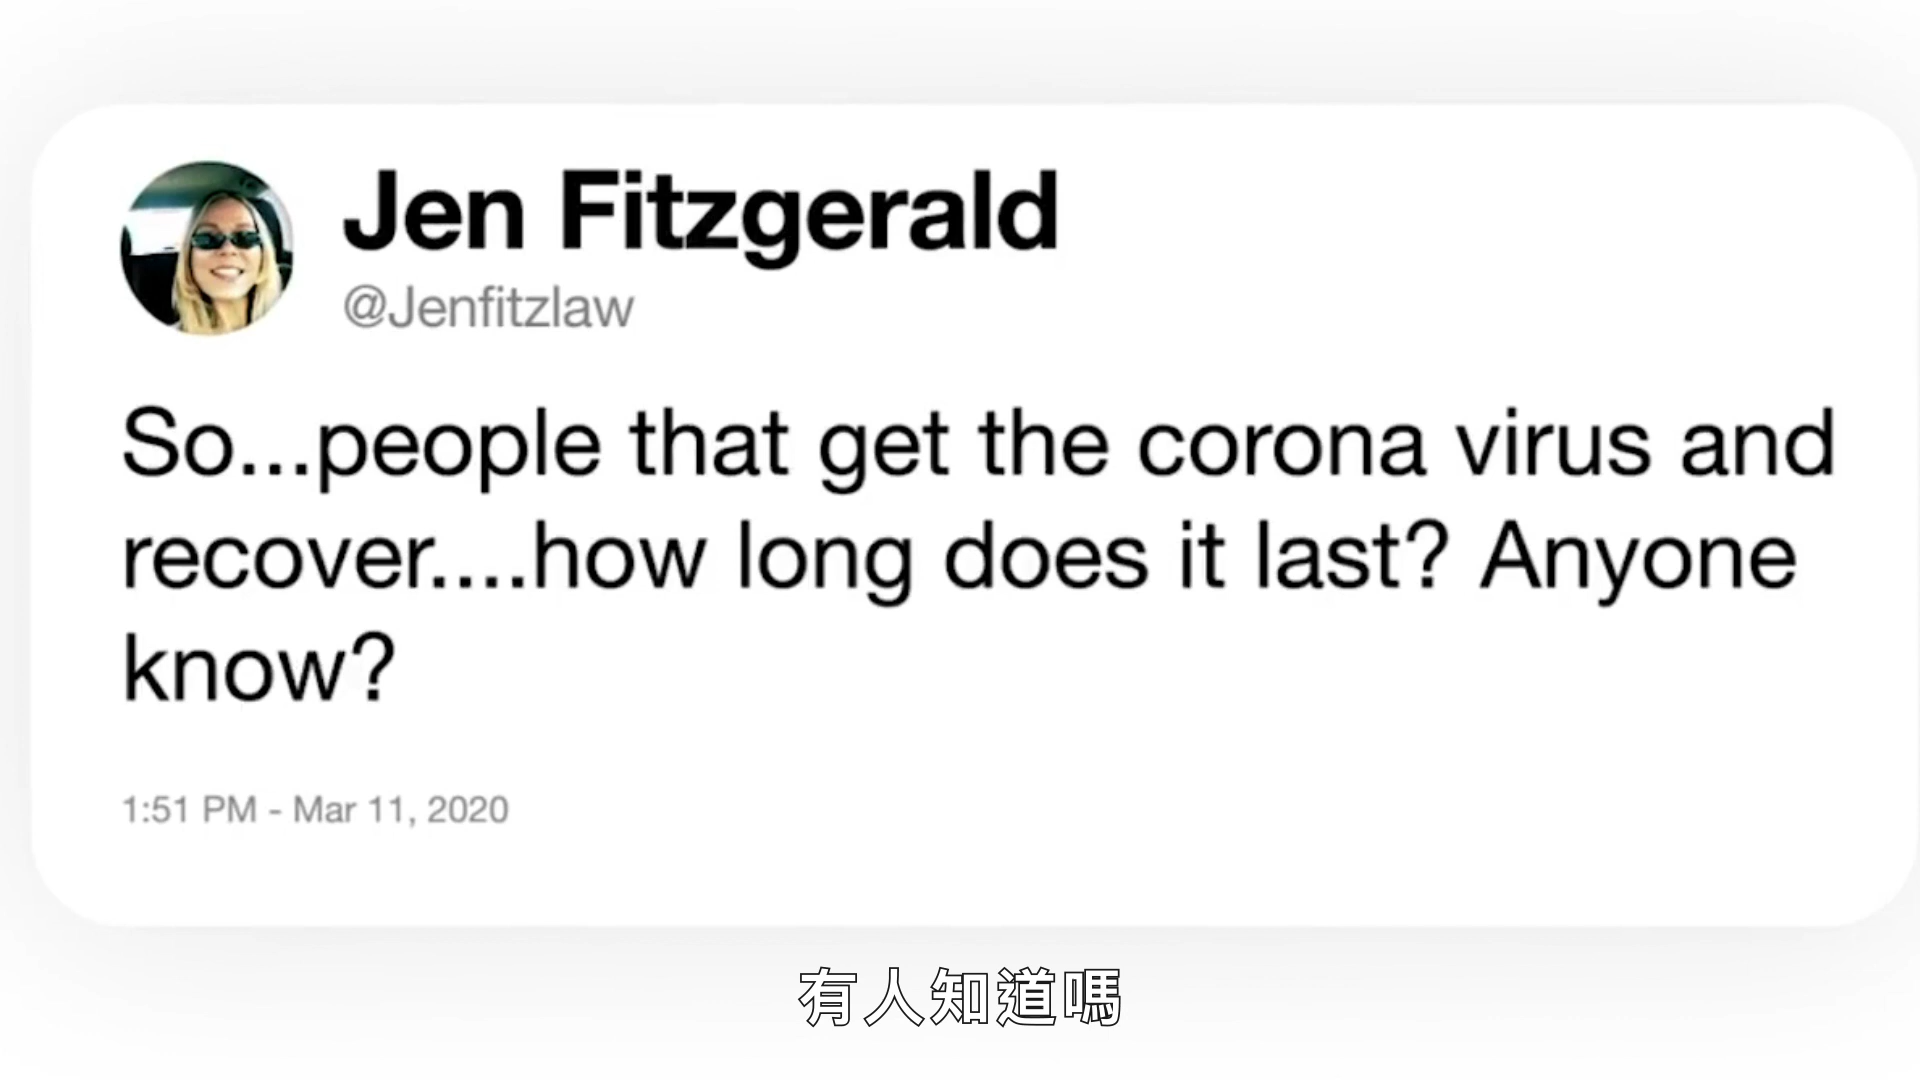 Jen Fitzgerald
@Jenfitzlaw
So...people that get the corona virus and
recover....how long does it last? Anyone
know?
1:51 PM - Mar 11, 2020
有人知道嗎